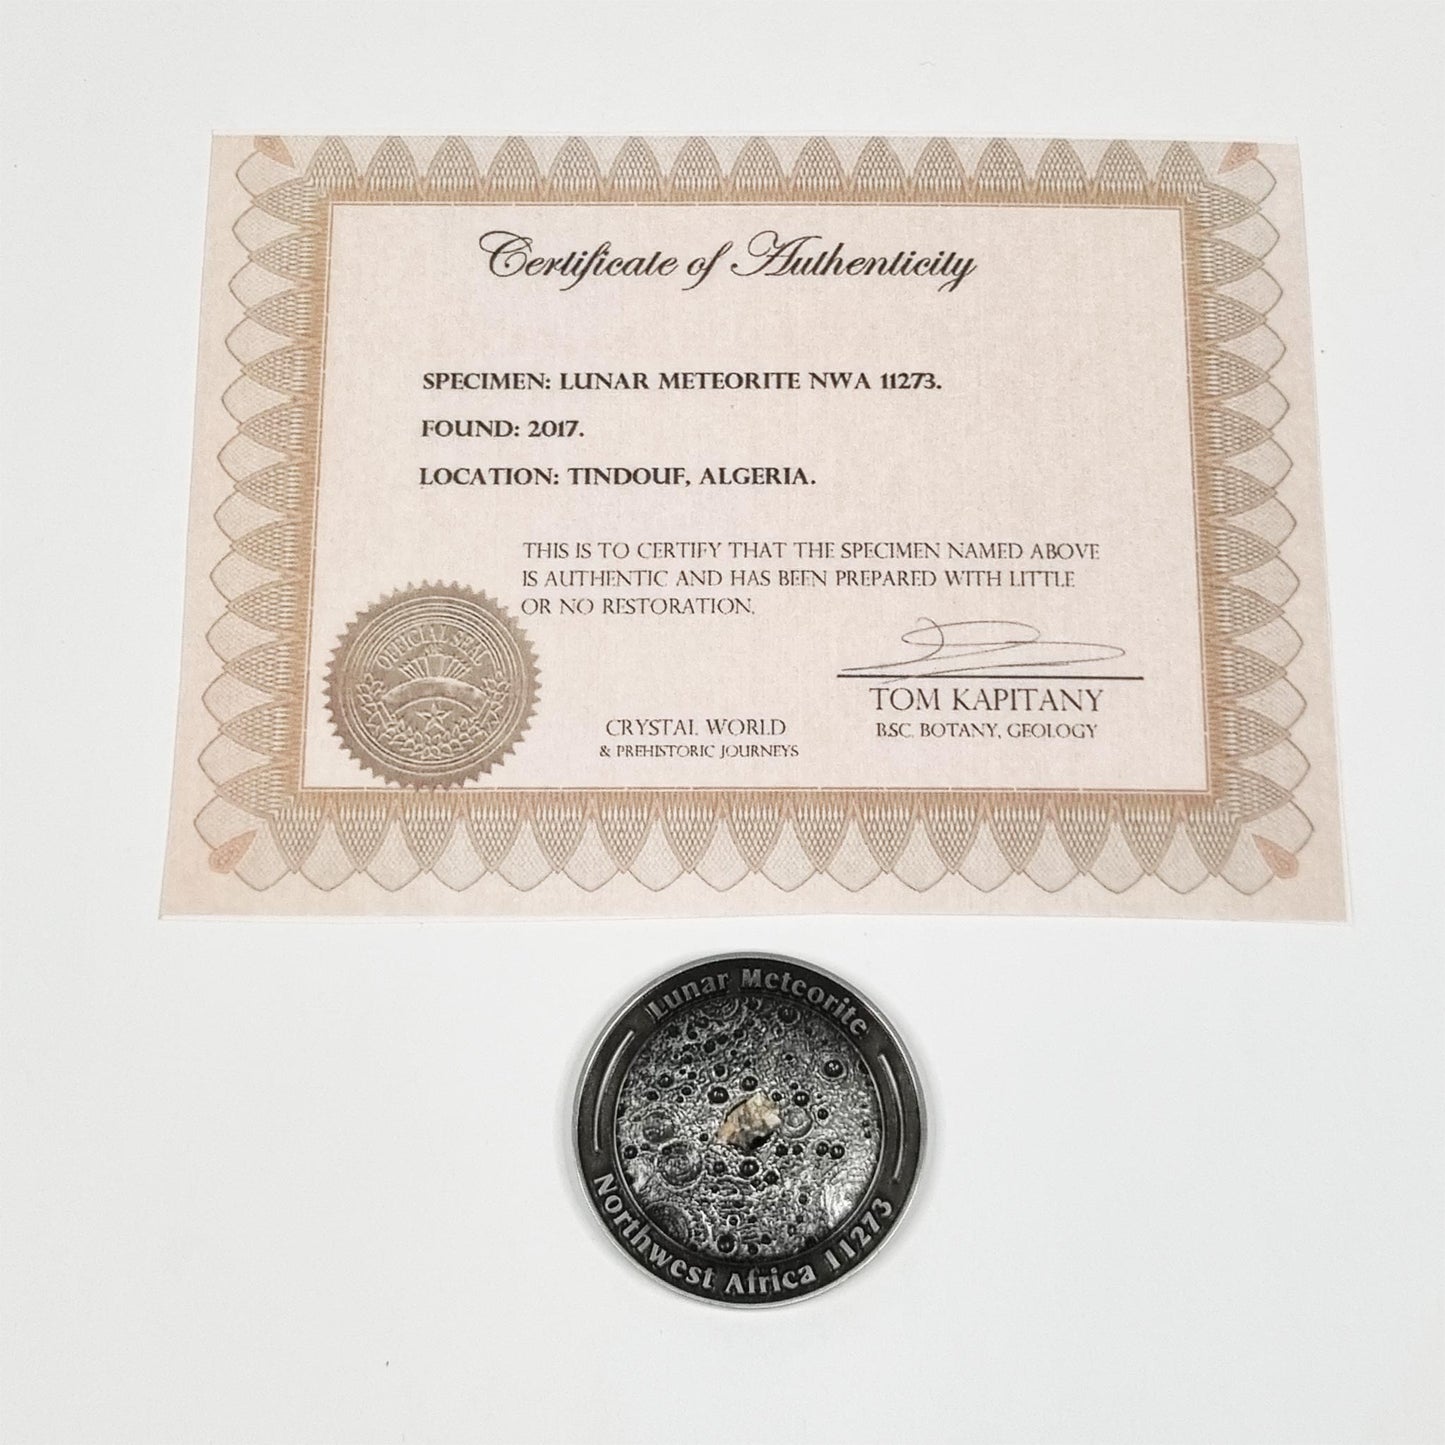 Certificate of Authenticity
SPECIMEN: LUNAR METEORITE NWA 11273.
FOUND: 2017.
LOCATION: TINDOUF, ALGERIA.
THIS IS TO CERTIFY THAT THE SPECIMEN NAMED ABOVE
IS AUTHENTIC AND HAS BEEN PREPARED WITH LITTLE
OR NO RESTORATION.
OFFICIAL SEAL
TOM KAPITANY
BSC. BOTANY, GEOLOGY
CRYSTAL WORLD
& PREHISTORIC JOURNEYS
Lunar Meteorite
Northwest Africa 11273